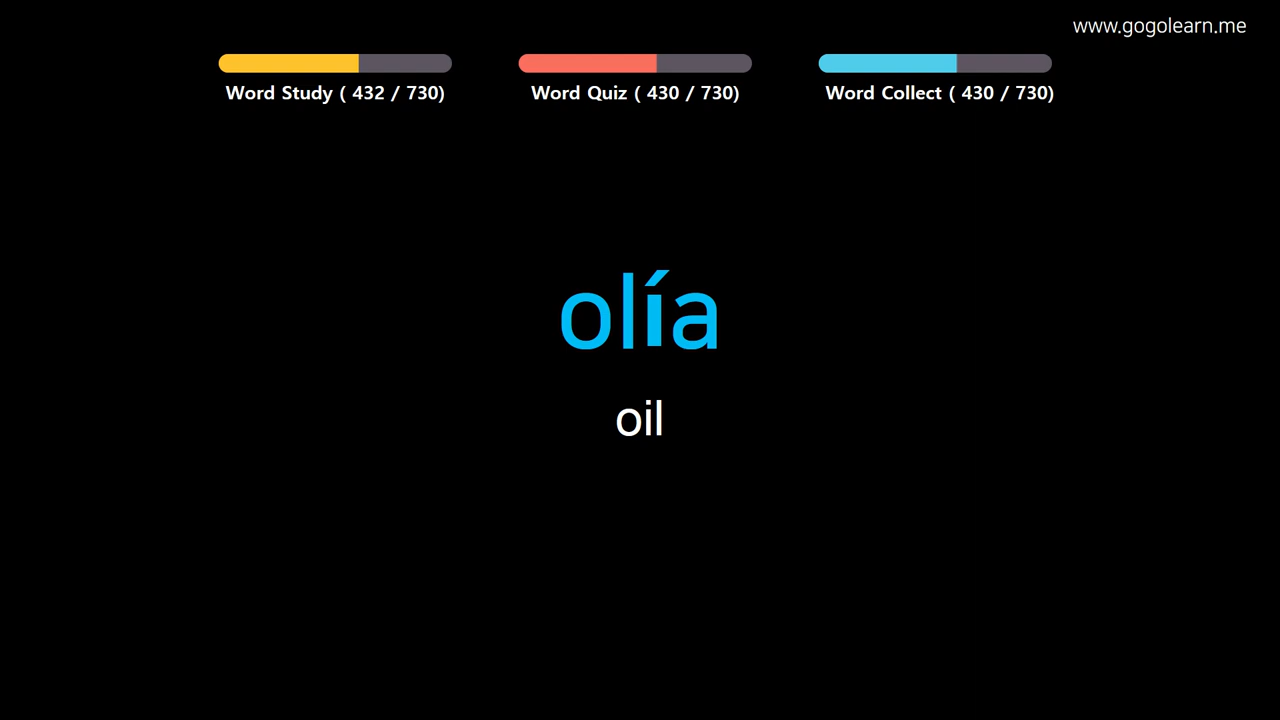 www.gogolearn.me
Word Study ( 432 / 730)
Word Quiz ( 430 / 730)
Word Collect ( 430 / 730)
olía
oil